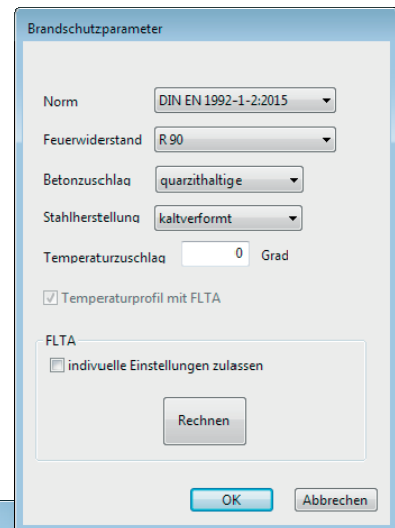 Brandschutzparameter
Norm DIN EN 1992-1-2:2015
Feuerwiderstand R 90
Betonzuschlag quarzithaltige
Stahlherstellung kaltverformt
Temperaturzuschlag 0 Grad
Temperaturprofil mit FLTA
FLTA
indivuelle Einstellungen zulassen
Rechnen
OK Abbrechen